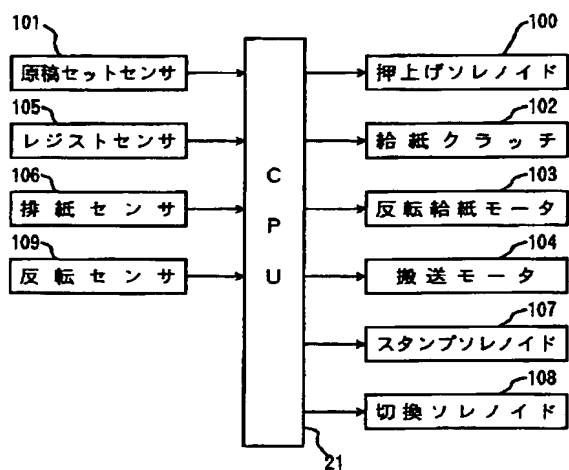 101
原稿セットセンサ
105
レジストセンサ
106
排紙センサ
109
反転センサ
CPU
21
100
押上げソレノイド
102
給紙クラッチ
103
反転給紙モータ
104
搬送モータ
107
スタンプソレノイド
108
切換ソレノイド